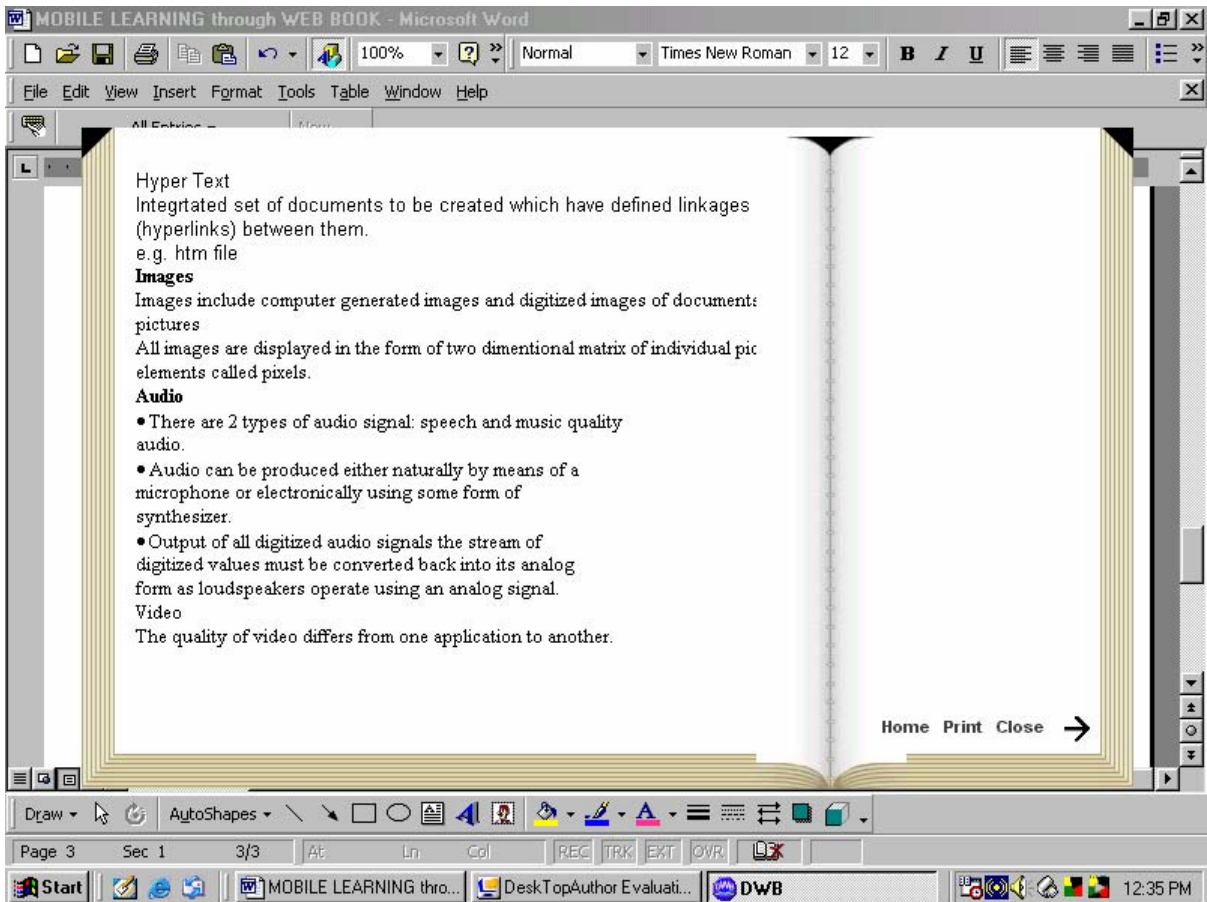 MOBILE LEARNING through WEB BOOK - Microsoft Word
100% Normal Times New Roman 12 B I U
File Edit View Insert Format Tools Table Window Help
All Entries New
Hyper Text
Integrtated set of documents to be created which have defined linkages
(hyperlinks) between them.
e.g. htm file
Images
Images include computer generated images and digitized images of documents
pictures
All images are displayed in the form of two dimentional matrix of individual pic
elements called pixels.
Audio
•There are 2 types of audio signal: speech and music quality
audio.
•Audio can be produced either naturally by means of a
microphone or electronically using some form of
synthesizer.
•Output of all digitized audio signals the stream of
digitized values must be converted back into its analog
form as loudspeakers operate using an analog signal.
Video
The quality of video differs from one application to another.
Home Print Close
Draw AutoShapes
Page 3 Sec 1 3/3 At Ln Col REC TRK EXT OVR
Start MOBILE LEARNING thro... DeskTopAuthor Evaluati... DWB 12:35 PM